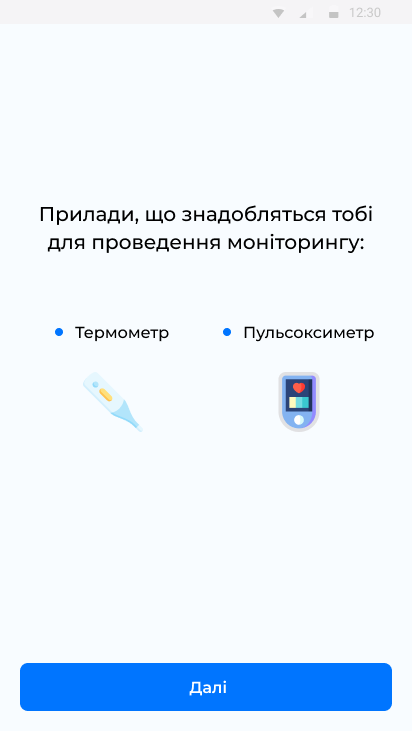 12:30
Прилади, що знадобляться тобі
для проведення моніторингу:
Термометр
Пульсоксиметр
Далі